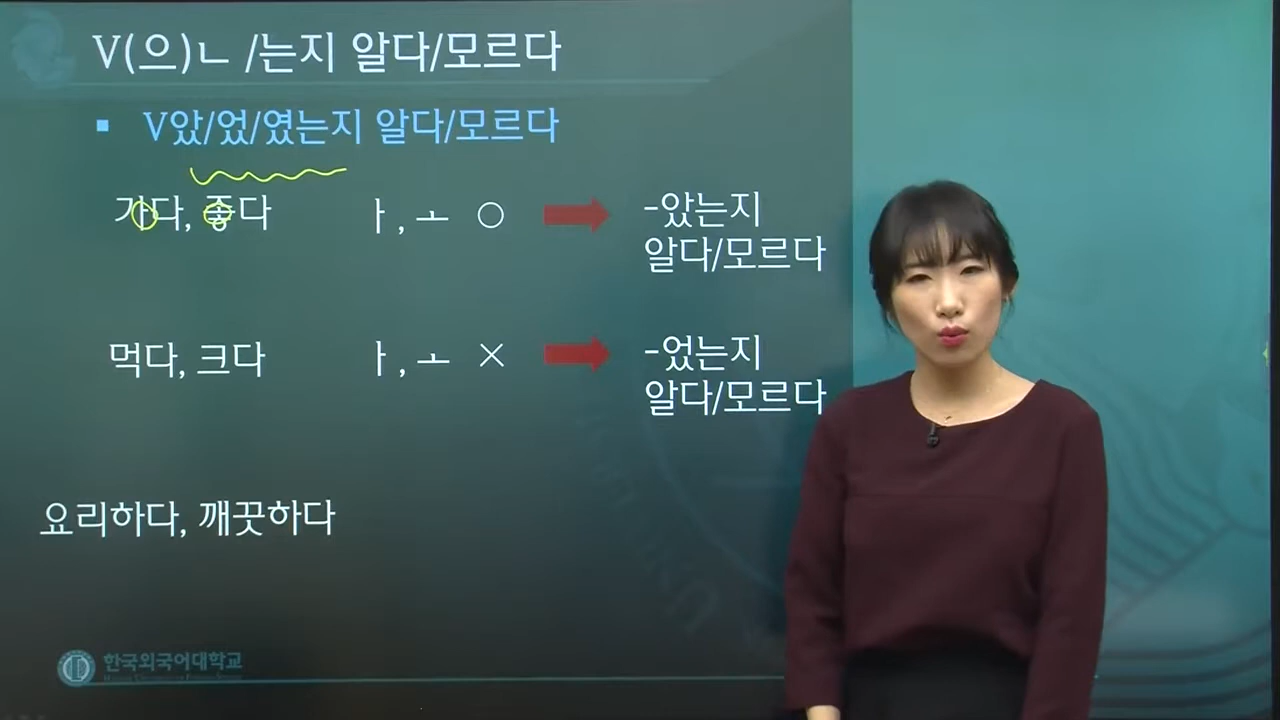 V(으)ㄴ /는지 알다/모르다
▪ V았/었/였는지 알다/모르다
가다, 좋다 ㅏ,ㅗ ○ -았는지
알다/모르다
먹다, 크다 ㅏ,ㅗ × -었는지
알다/모르다
요리하다, 깨끗하다
한국외국어대학교